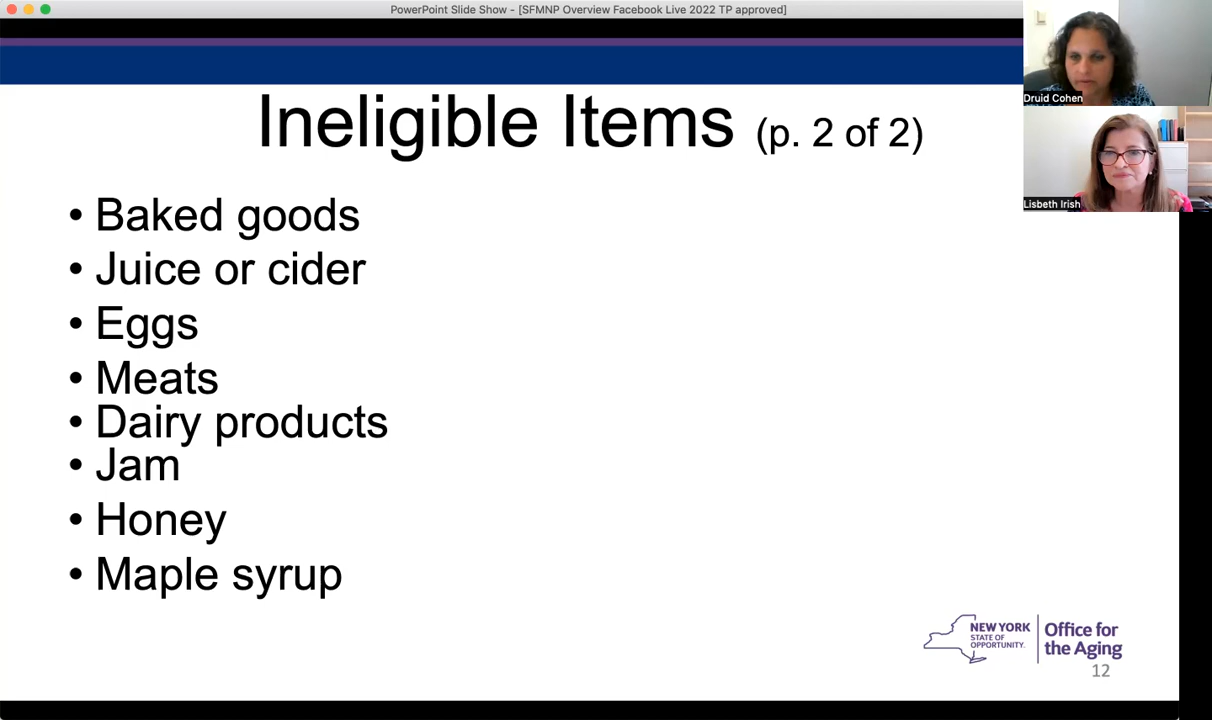 PowerPoint Slide Show - [SFMNP Overview Facebook Live 2022 TP approved]
Druid Cohen
Ineligible Items (p. 2 of 2)
Lisbeth Irish
• Baked goods
• Juice or cider
• Eggs
• Meats
• Dairy products
• Jam
• Honey
• Maple syrup
NEW YORK
STATE OF
OPPORTUNITY.
Office for
the Aging
12